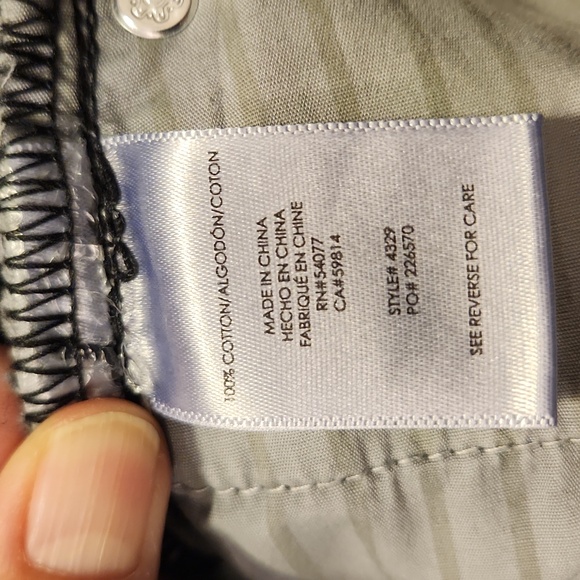 100% COTTON/ALGODÓN/COTON
MADE IN CHINA
HECHO EN CHINA
FABRIQUÉ EN CHINE
RN#54077
CA#59814
STYLE# 4329
PO# 226570
SEE REVERSE FOR CARE